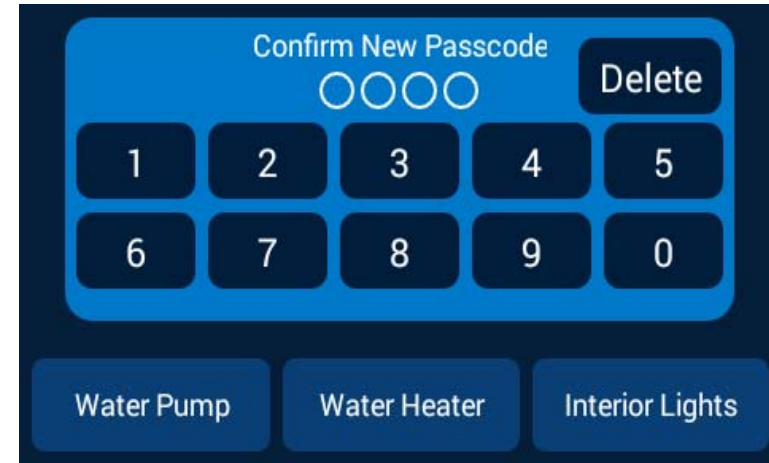 Confirm New Passcode
Delete
1 2 3 4 5
6 7 8 9 0
Water Pump Water Heater Interior Lights